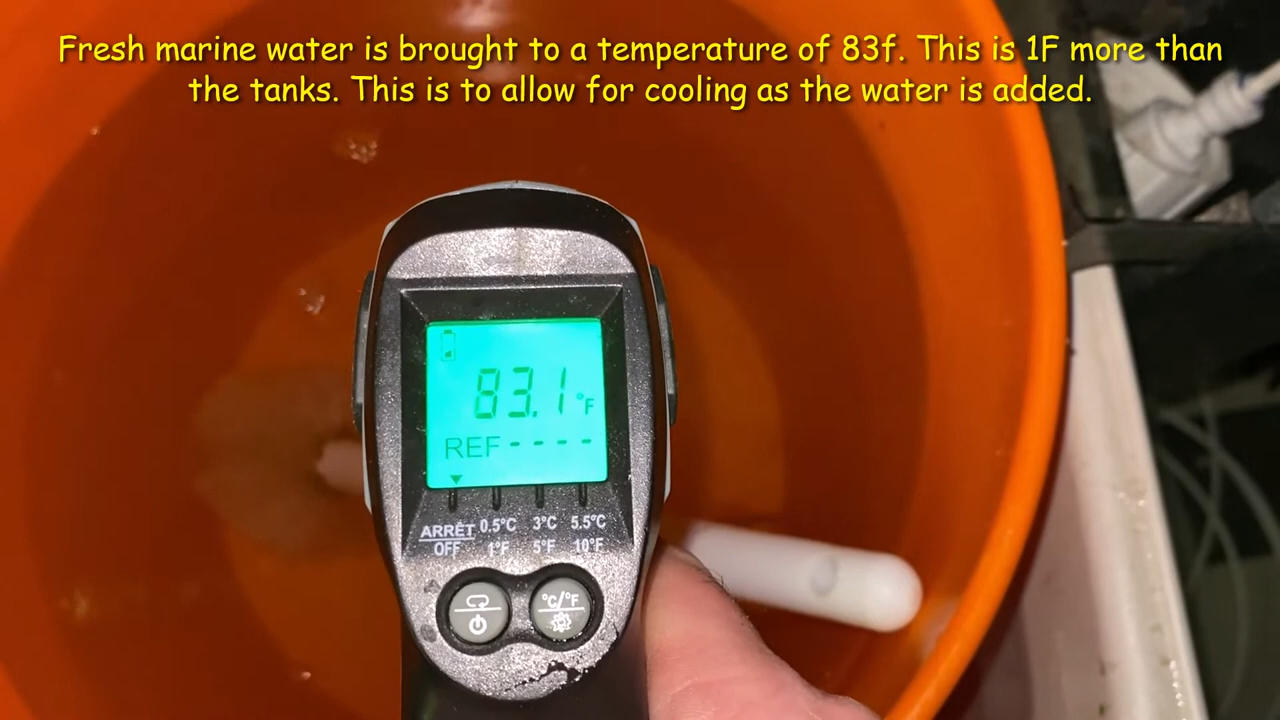 Fresh marine water is brought to a temperature of 83f. This is 1F more than
the tanks. This is to allow for cooling as the water is added.
83.1 °F
REF - - - -
ARRÊT 0.5°C 3°C 5.5°C
OFF 1°F 5°F 10°F
°C/°F